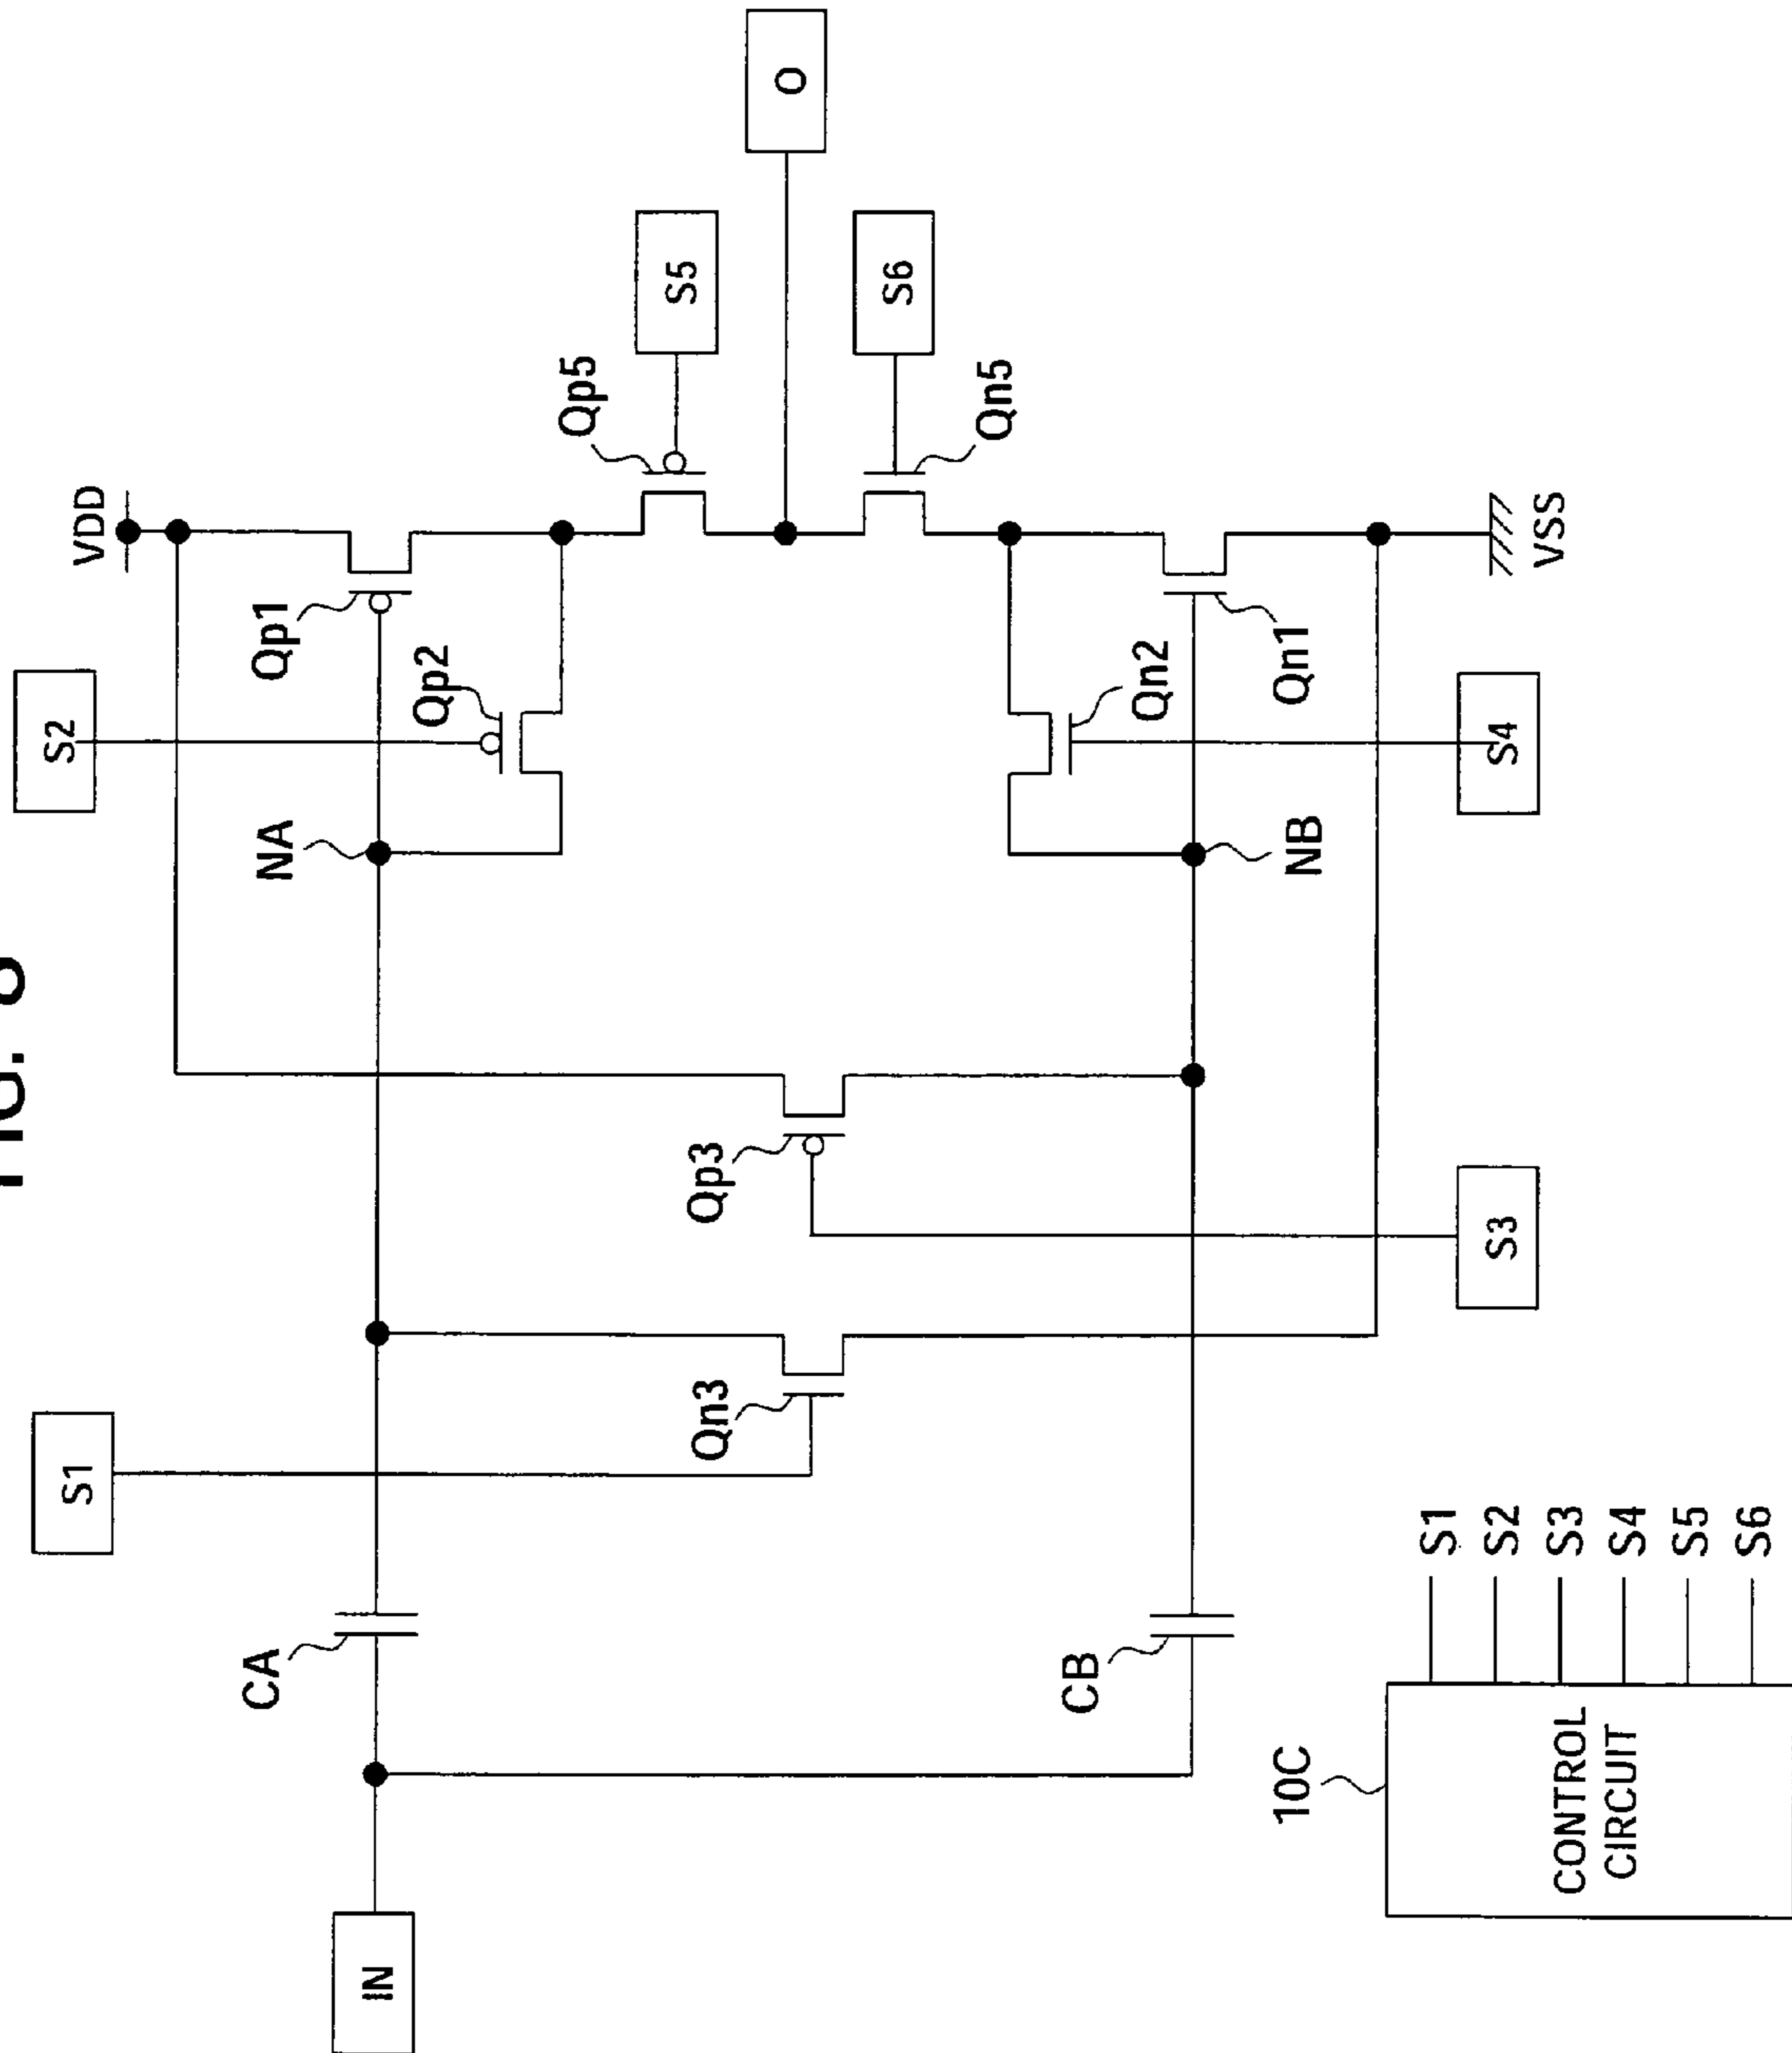 FIG.
S1
S2
VDD
CA
NA
Qp1
Qp2
Qp5
IN
Qn3
Qp3
S5
O
S6
Qn5
CB
NB
Qn2
Qn1
S3
S4
VSS
10C
CONTROL
CIRCUIT
S1
S2
S3
S4
S5
S6